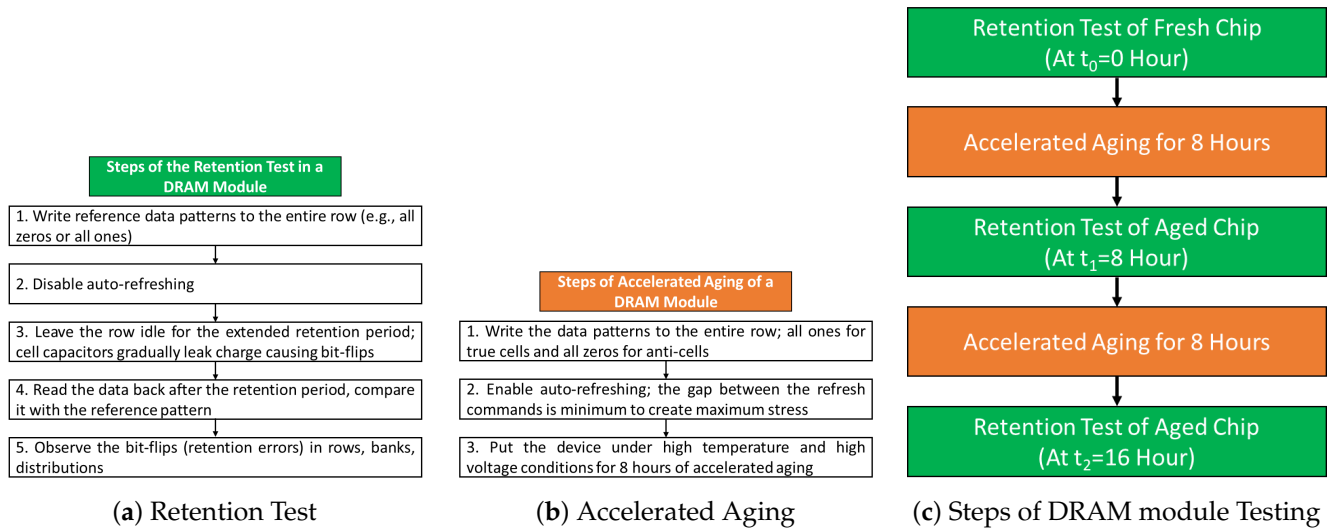 Steps of the Retention Test in a
DRAM Module
1. Write reference data patterns to the entire row (e.g., all
zeros or all ones)
2. Disable auto-refreshing
3. Leave the row idle for the extended retention period;
cell capacitors gradually leak charge causing bit-flips
4. Read the data back after the retention period, compare
it with the reference pattern
5. Observe the bit-flips (retention errors) in rows, banks,
distributions
(a) Retention Test
Steps of Accelerated Aging of a
DRAM Module
1. Write the data patterns to the entire row; all ones for
true cells and all zeros for anti-cells
2. Enable auto-refreshing; the gap between the refresh
commands is minimum to create maximum stress
3. Put the device under high temperature and high
voltage conditions for 8 hours of accelerated aging
(b) Accelerated Aging
Retention Test of Fresh Chip
(At t₀=0 Hour)
Accelerated Aging for 8 Hours
Retention Test of Aged Chip
(At t₁=8 Hour)
Accelerated Aging for 8 Hours
Retention Test of Aged Chip
(At t₂=16 Hour)
(c) Steps of DRAM module Testing